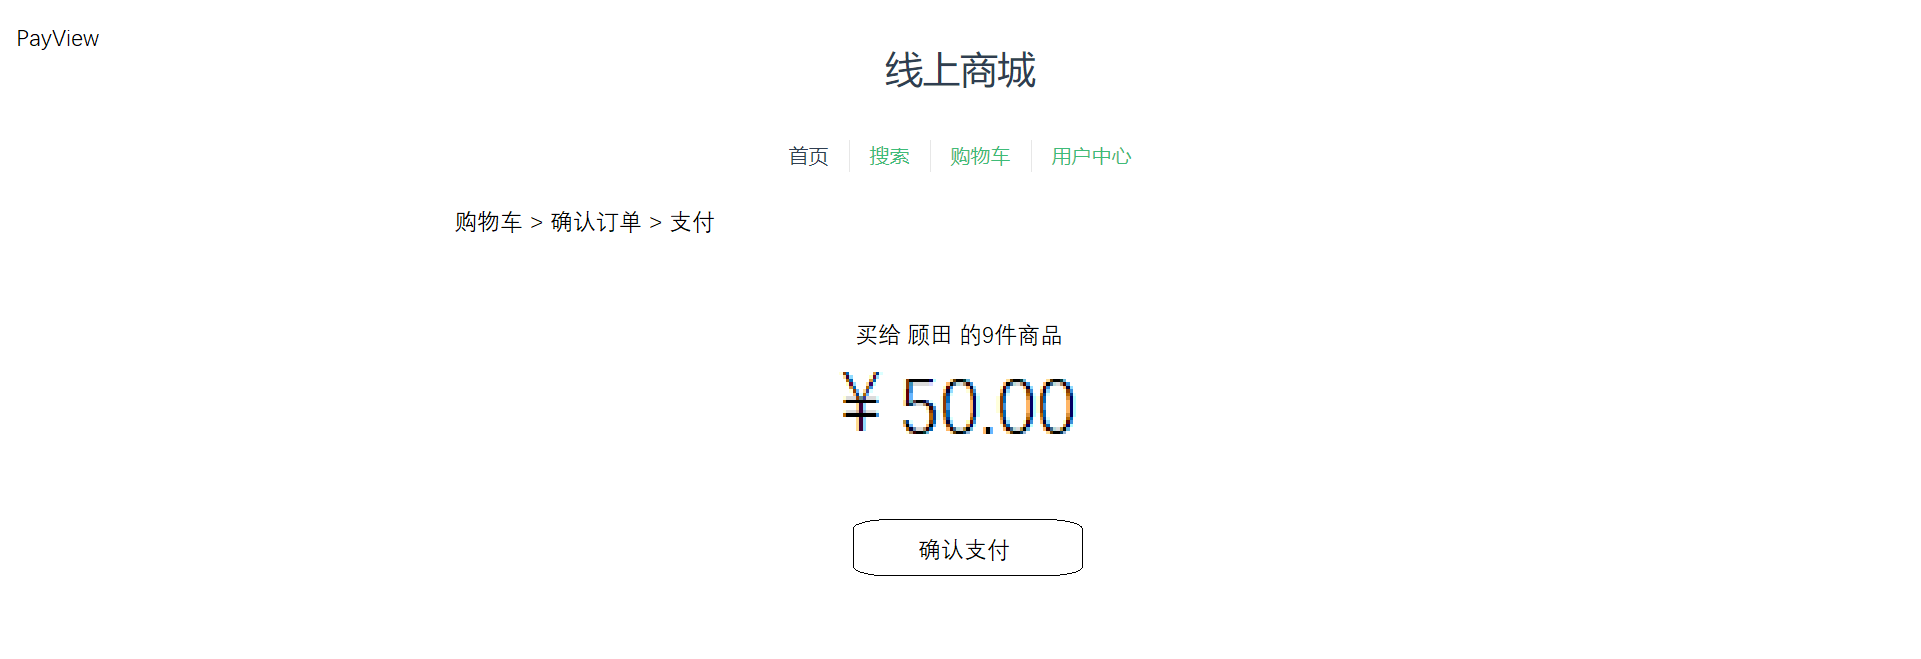 PayView
线上商城
首页 搜索 购物车 用户中心
购物车 > 确认订单 > 支付
买给 顾田 的9件商品
¥ 50.00
确认支付